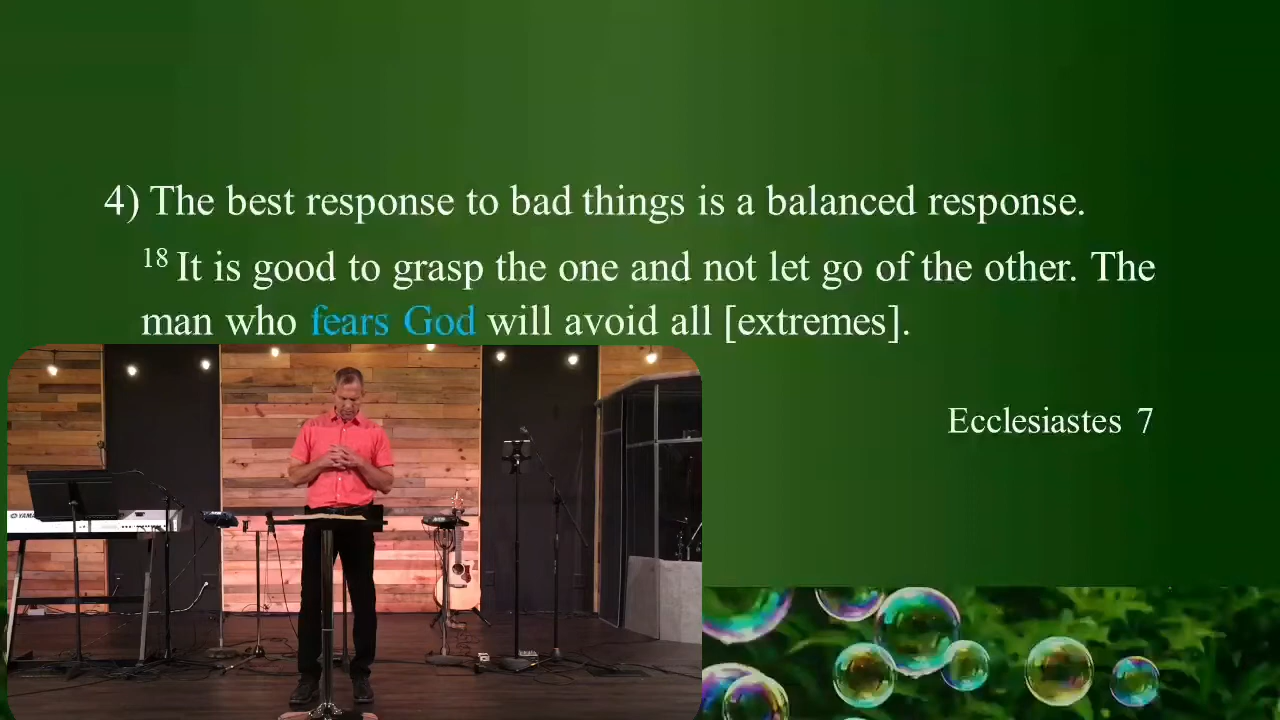 4) The best response to bad things is a balanced response.
18 It is good to grasp the one and not let go of the other. The
man who fears God will avoid all [extremes].
Ecclesiastes 7